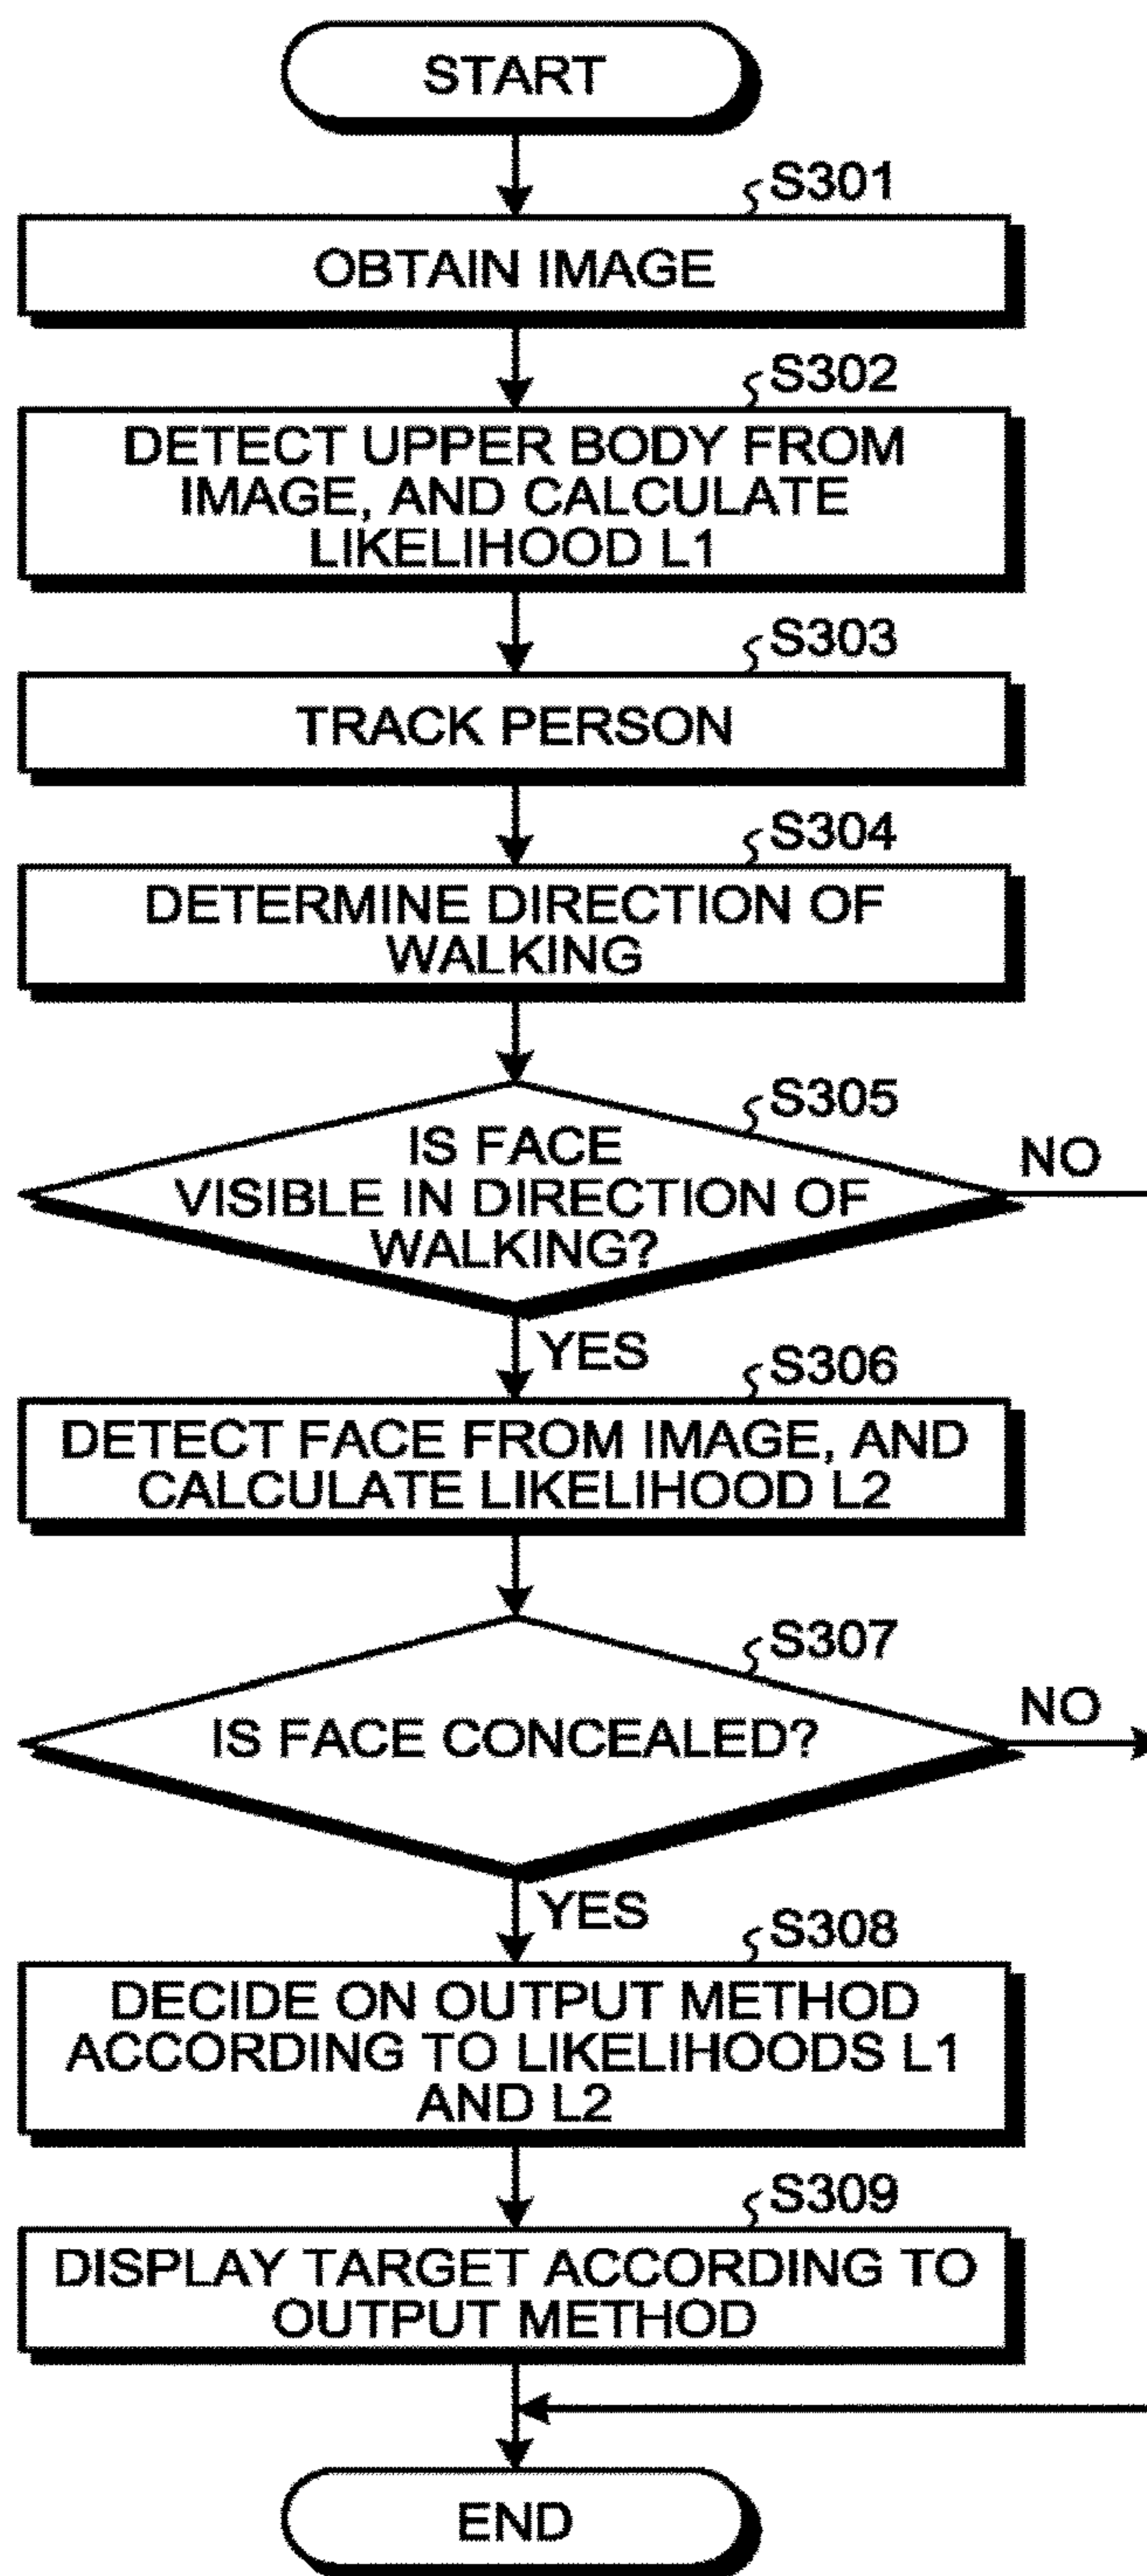 START
S301
OBTAIN IMAGE
S302
DETECT UPPER BODY FROM
IMAGE, AND CALCULATE
LIKELIHOOD L1
S303
TRACK PERSON
S304
DETERMINE DIRECTION OF
WALKING
S305
IS FACE
VISIBLE IN DIRECTION OF
WALKING?
NO
YES
S306
DETECT FACE FROM IMAGE, AND
CALCULATE LIKELIHOOD L2
S307
IS FACE CONCEALED?
NO
YES
S308
DECIDE ON OUTPUT METHOD
ACCORDING TO LIKELIHOODS L1
AND L2
S309
DISPLAY TARGET ACCORDING TO
OUTPUT METHOD
END